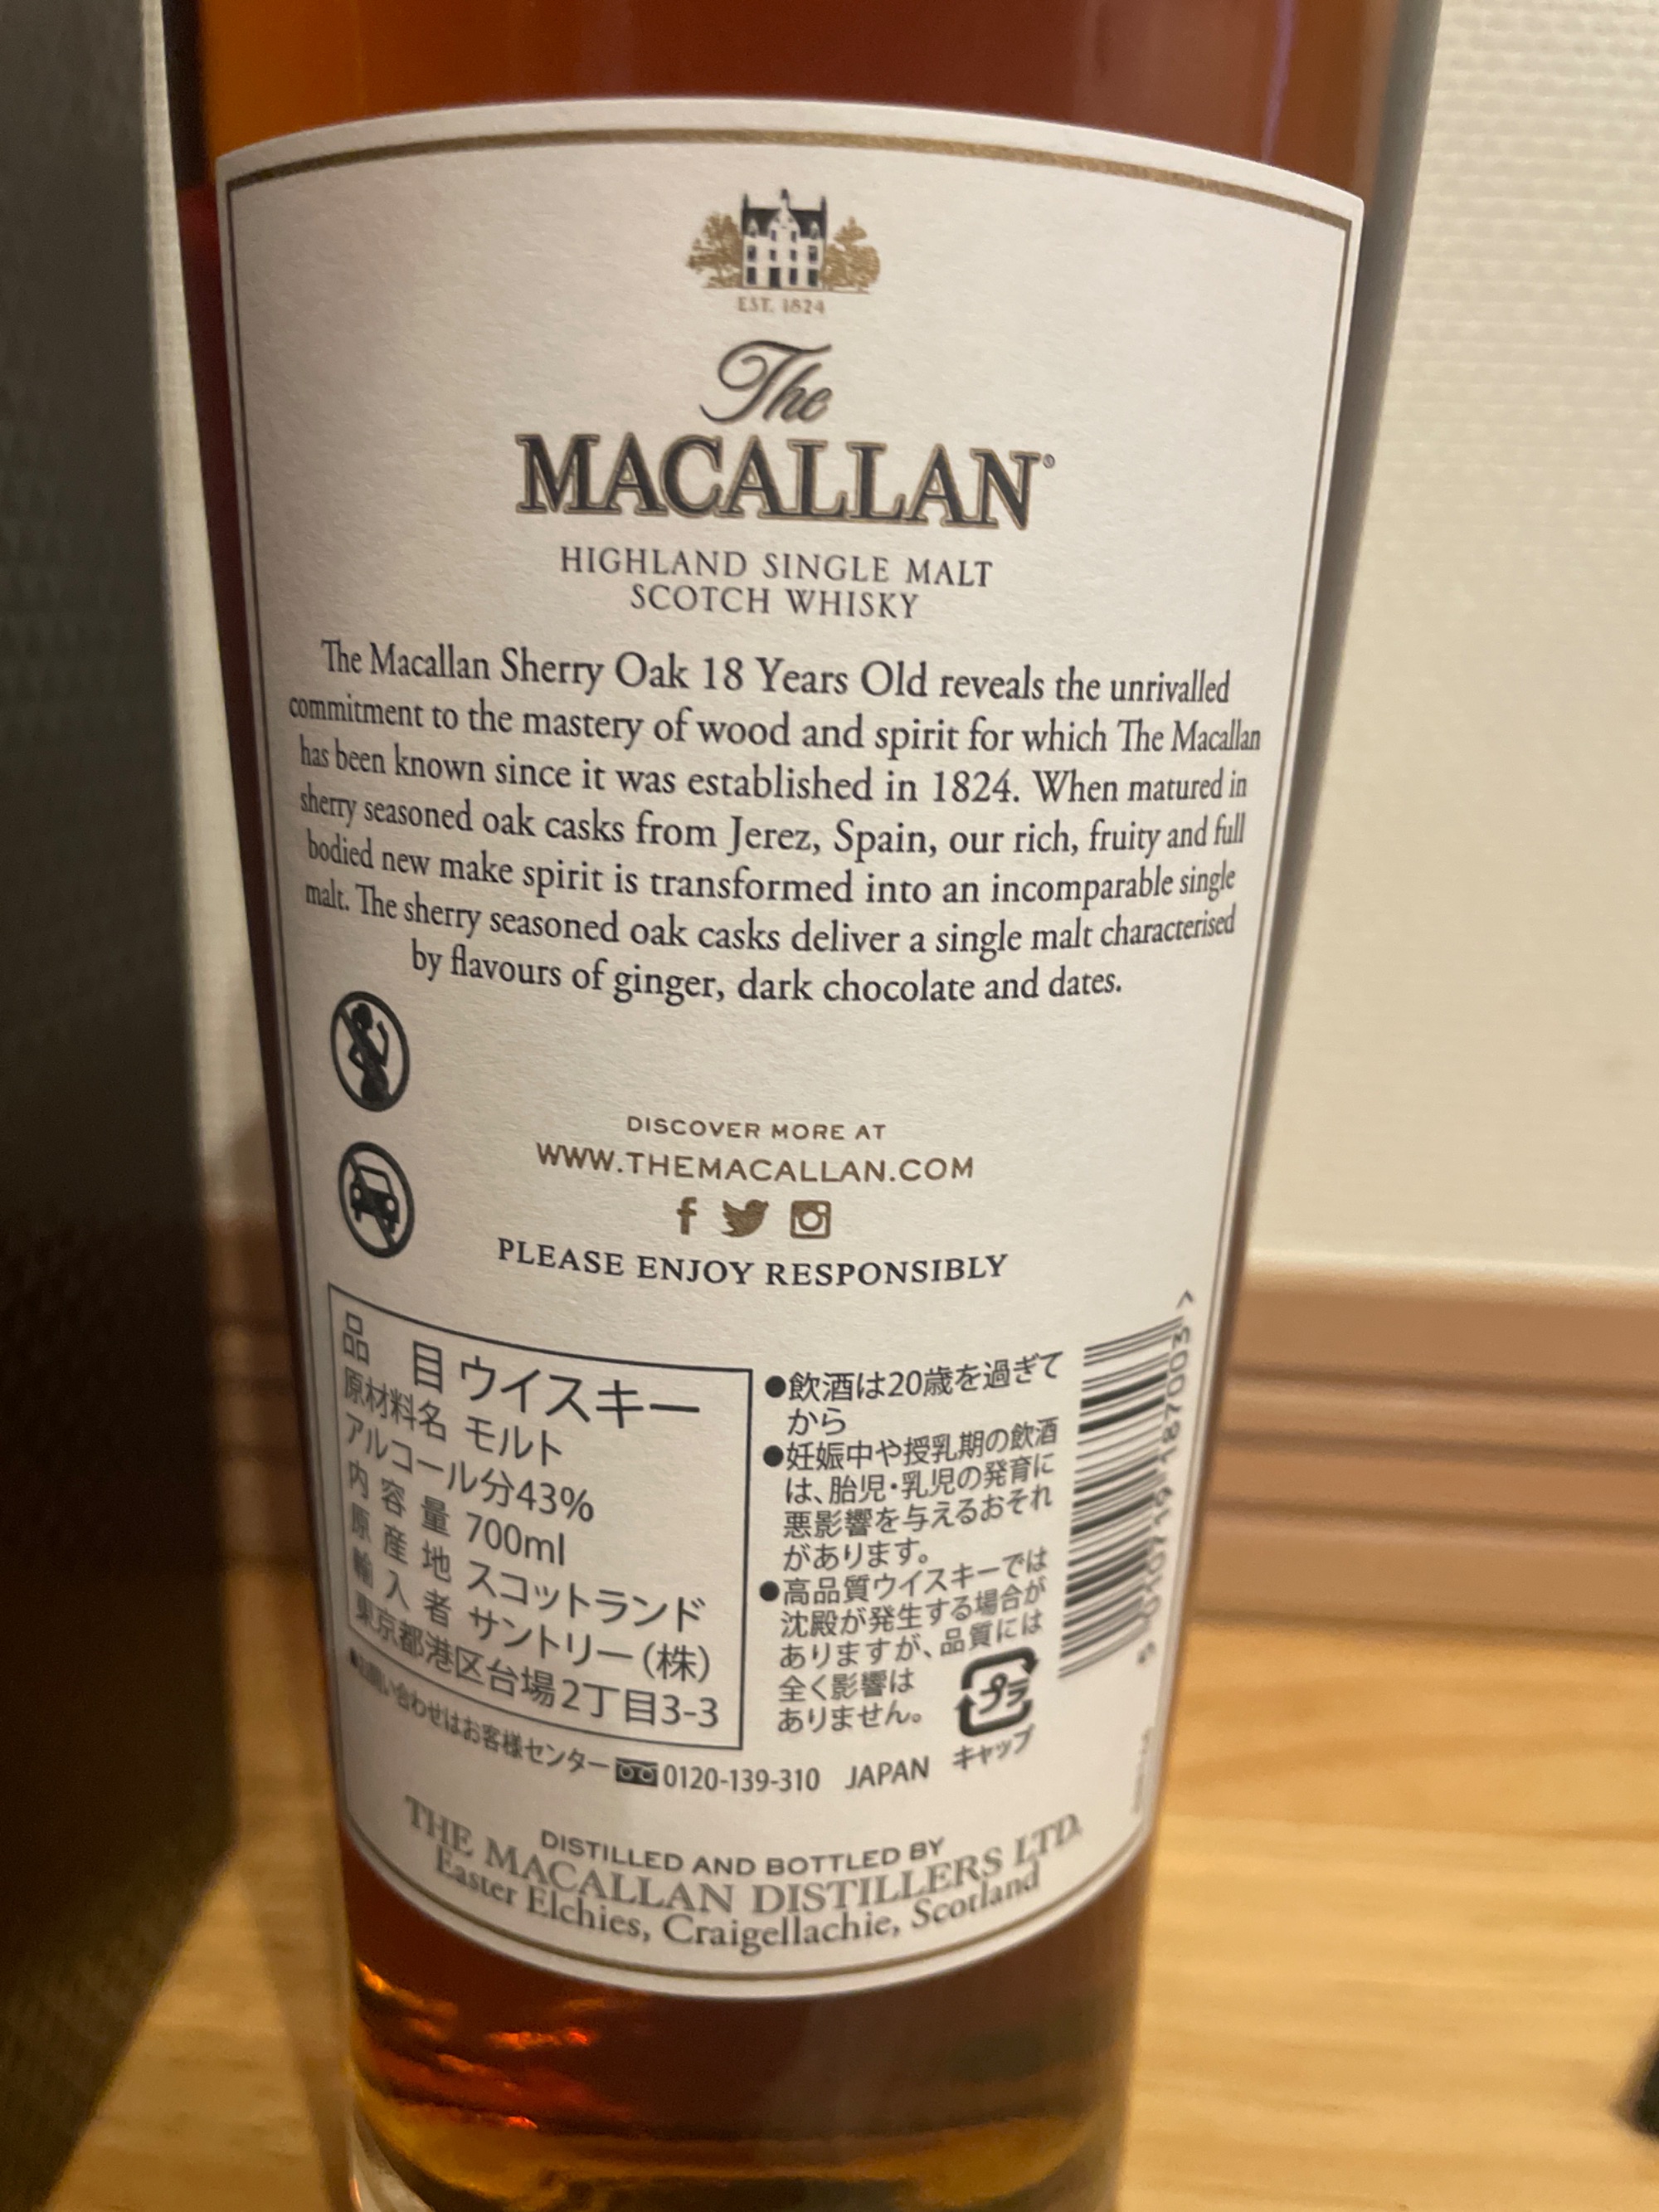 EST. 1824
The
MACALLAN®
HIGHLAND SINGLE MALT
SCOTCH WHISKY
The Macallan Sherry Oak 18 Years Old reveals the unrivalled
commitment to the mastery of wood and spirit for which The Macallan
has been known since it was established in 1824. When matured in
sherry seasoned oak casks from Jerez, Spain, our rich, fruity and full
bodied new make spirit is transformed into an incomparable single
malt. The sherry seasoned oak casks deliver a single malt characterised
by flavours of ginger, dark chocolate and dates.
DISCOVER MORE AT
WWW.THEMACALLAN.COM
PLEASE ENJOY RESPONSIBLY
品目 ウイスキー
原材料名 モルト
アルコール分43%
内容量 700ml
原産地 スコットランド
輸入者 サントリー(株)
東京都港区台場2丁目3-3
●飲酒は20歳を過ぎて
から
●妊娠中や授乳期の飲酒
は、胎児・乳児の発育に
悪影響を与えるおそれ
があります。
●高品質ウイスキーでは
沈殿が発生する場合が
ありますが、品質には
全く影響は
ありません。
プラ
キャップ
5 010719 187003 >
■お問い合わせはお客様センター 0120-139-310 JAPAN
DISTILLED AND BOTTLED BY
THE MACALLAN DISTILLERS LTD.
Easter Elchies, Craigellachie, Scotland